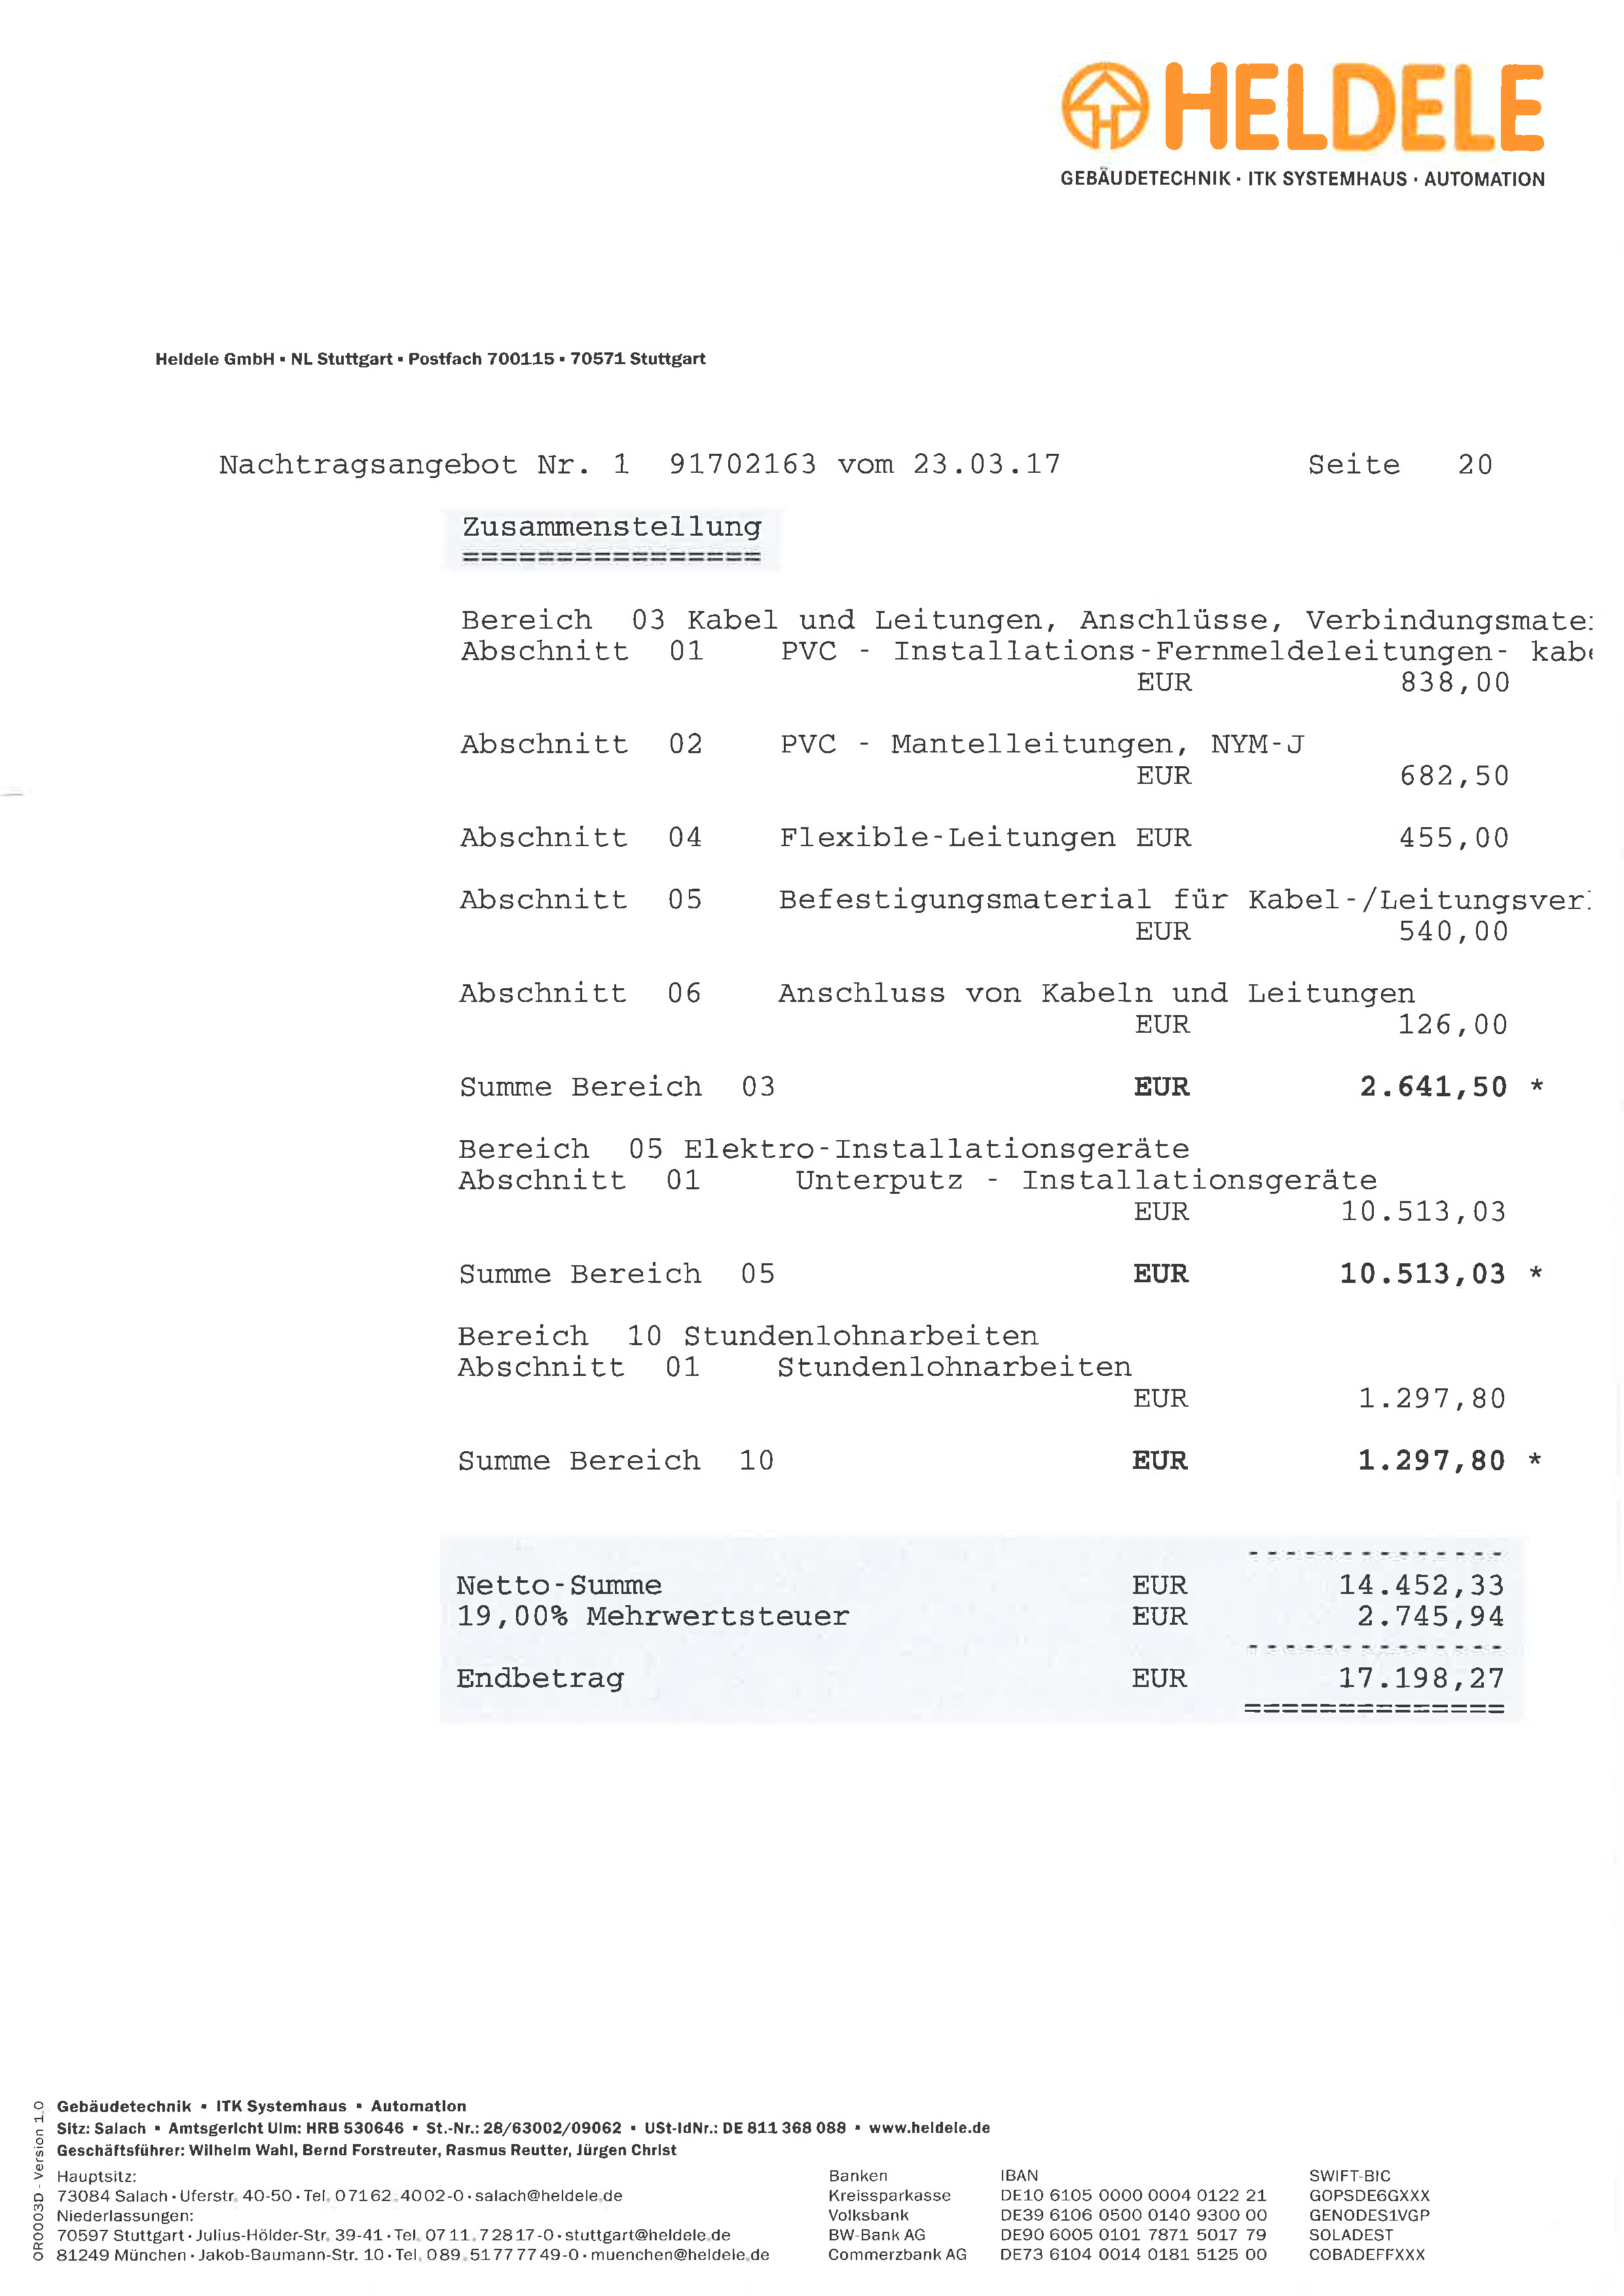 HELDELE
GEBÄUDETECHNIK · ITK SYSTEMHAUS · AUTOMATION
Heldele GmbH ▪ NL Stuttgart ▪ Postfach 700115 ▪ 70571 Stuttgart
Nachtragsangebot Nr. 1 91702163 vom 23.03.17 Seite 20
Zusammenstellung
================
Bereich 03 Kabel und Leitungen, Anschlüsse, Verbindungsmate
Abschnitt 01 PVC - Installations-Fernmeldeleitungen- kab
EUR 838,00
Abschnitt 02 PVC - Mantelleitungen, NYM-J
EUR 682,50
Abschnitt 04 Flexible-Leitungen EUR 455,00
Abschnitt 05 Befestigungsmaterial für Kabel-/Leitungsver
EUR 540,00
Abschnitt 06 Anschluss von Kabeln und Leitungen
EUR 126,00
Summe Bereich 03 EUR 2.641,50 *
Bereich 05 Elektro-Installationsgeräte
Abschnitt 01 Unterputz - Installationsgeräte
EUR 10.513,03
Summe Bereich 05 EUR 10.513,03 *
Bereich 10 Stundenlohnarbeiten
Abschnitt 01 Stundenlohnarbeiten
EUR 1.297,80
Summe Bereich 10 EUR 1.297,80 *
--------------
Netto-Summe EUR 14.452,33
19,00% Mehrwertsteuer EUR 2.745,94
--------------
Endbetrag EUR 17.198,27
==============
OR0003D - Version 1.0
Gebäudetechnik ▪ ITK Systemhaus ▪ Automation
Sitz: Salach ▪ Amtsgericht Ulm: HRB 530646 ▪ St.-Nr.: 28/63002/09062 ▪ USt-IdNr.: DE 811 368 088 ▪ www.heldele.de
Geschäftsführer: Wilhelm Wahl, Bernd Forstreuter, Rasmus Reutter, Jürgen Christ
Hauptsitz: Banken IBAN SWIFT-BIC
73084 Salach · Uferstr. 40-50 · Tel. 07162.4002-0 · salach@heldele.de Kreissparkasse DE10 6105 0000 0004 0122 21 GOPSDE6GXXX
Niederlassungen: Volksbank DE39 6106 0500 0140 9300 00 GENODES1VGP
70597 Stuttgart · Julius-Hölder-Str. 39-41 · Tel. 0711.72817-0 · stuttgart@heldele.de BW-Bank AG DE90 6005 0101 7871 5017 79 SOLADEST
81249 München · Jakob-Baumann-Str. 10 · Tel. 089.51777749-0 · muenchen@heldele.de Commerzbank AG DE73 6104 0014 0181 5125 00 COBADEFFXXX